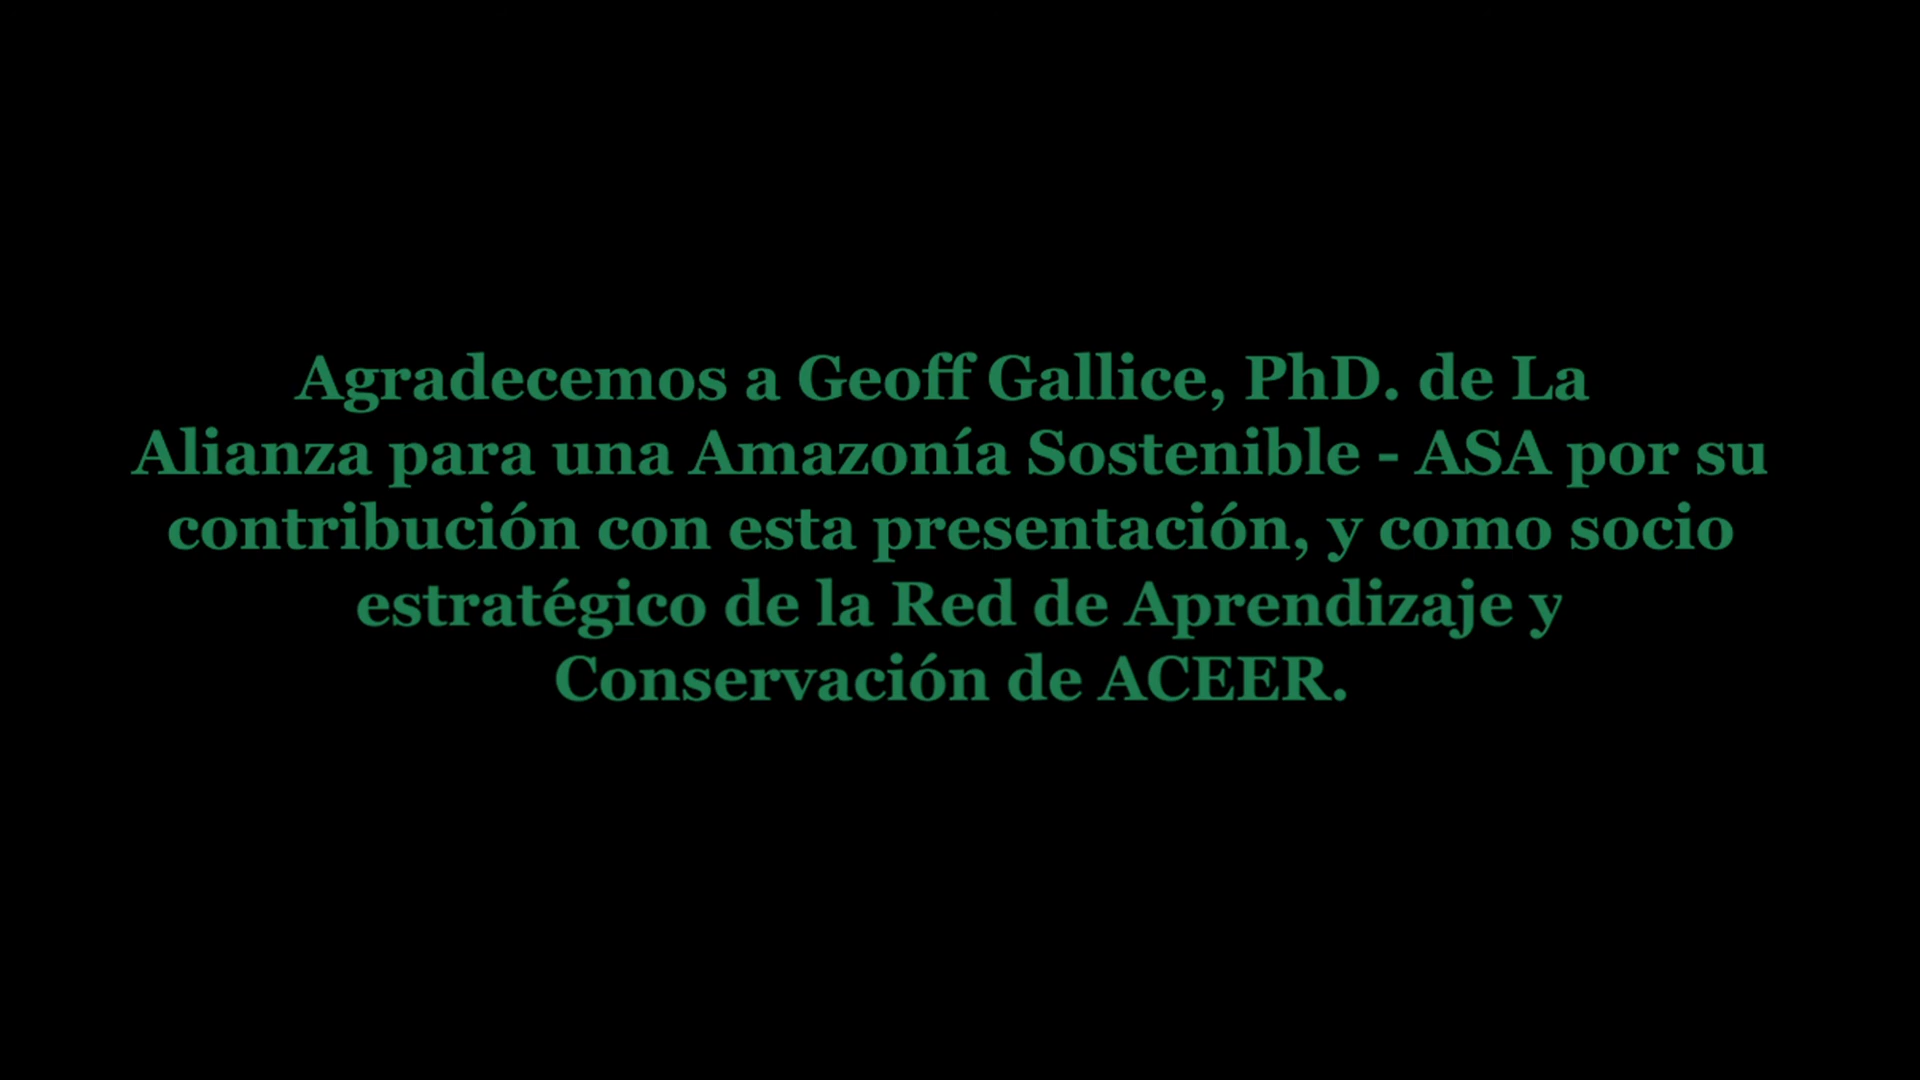 Agradecemos a Geoff Gallice, PhD. de La
Alianza para una Amazonía Sostenible - ASA por su
contribución con esta presentación, y como socio
estratégico de la Red de Aprendizaje y
Conservación de ACEER.